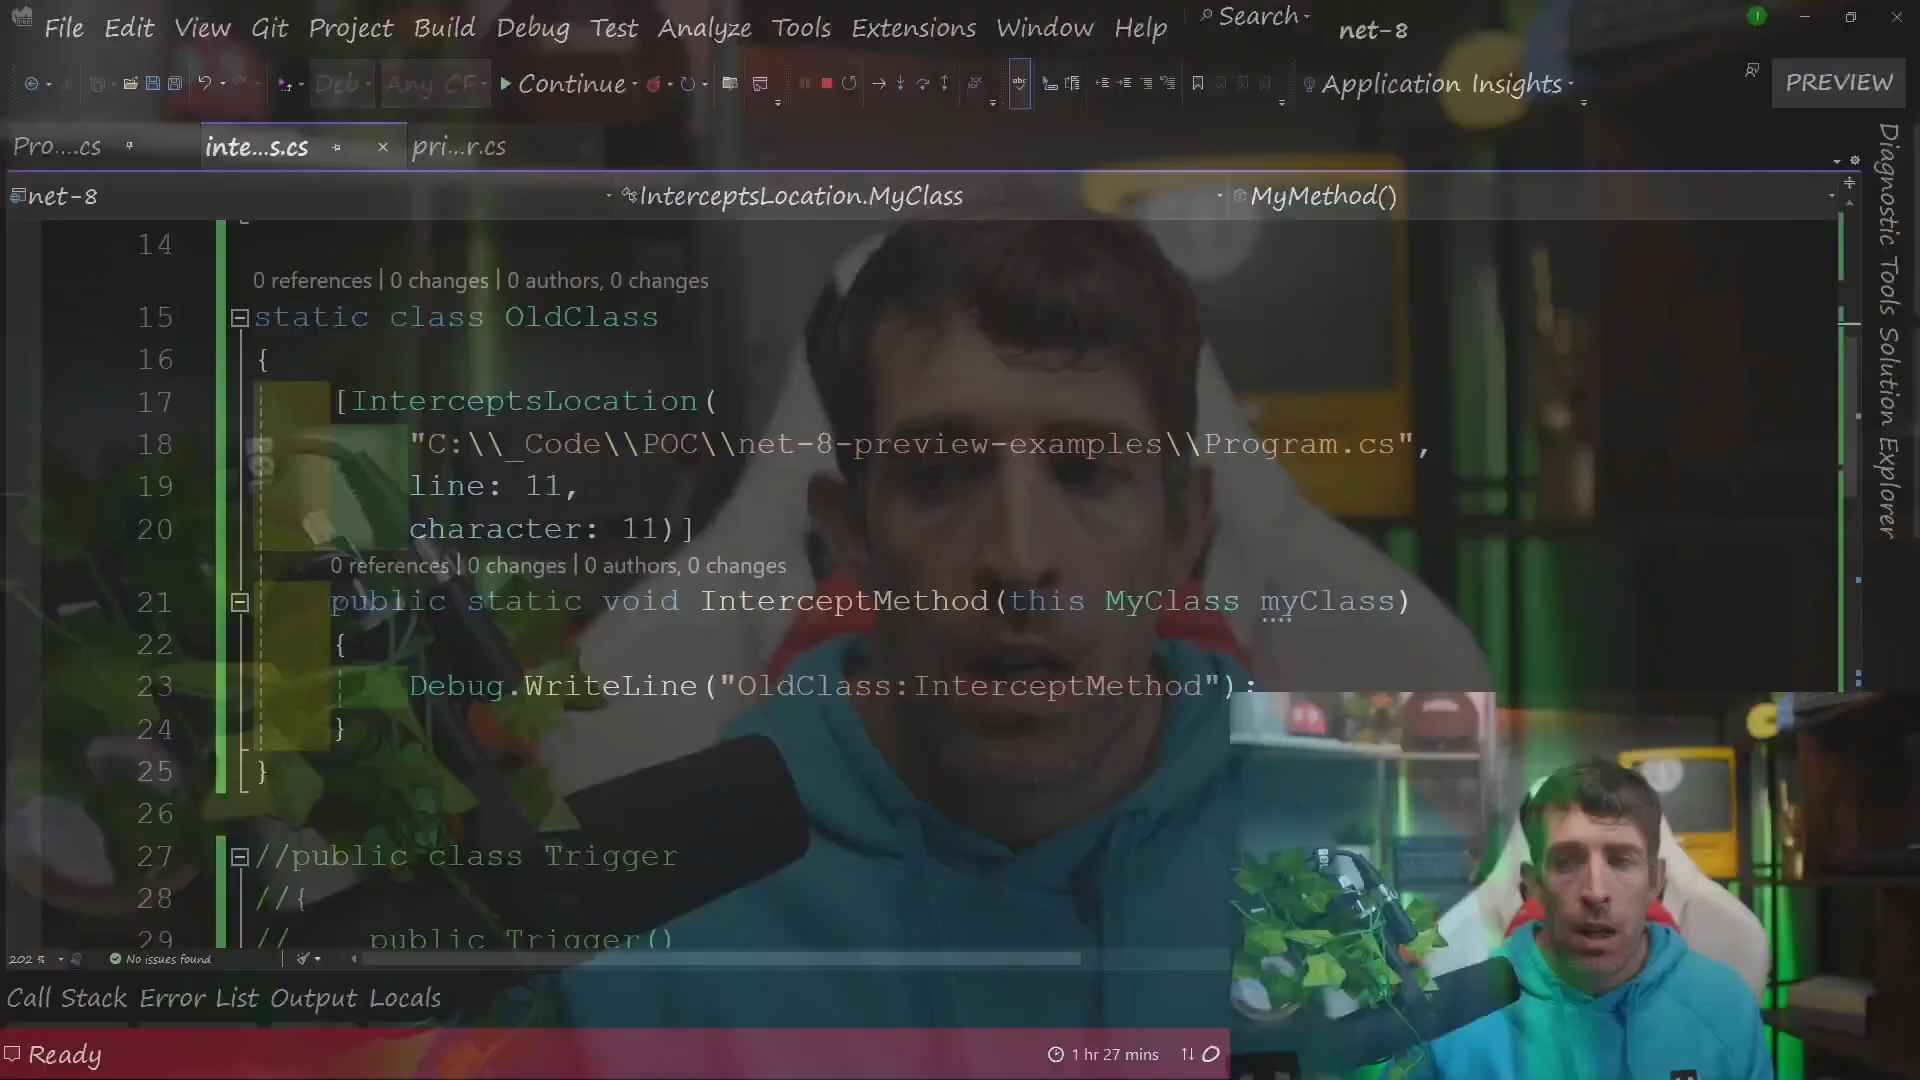 File Edit View Git Project Build Debug Test Analyze Tools Extensions Window Help Search net-8
Continue Application Insights PREVIEW
Pro....cs inte...s.cs pri...r.cs
net-8 InterceptsLocation.MyClass MyMethod()
14
0 references | 0 changes | 0 authors, 0 changes
15 static class OldClass
16 {
17 [InterceptsLocation(
18 "C:\\_Code\\POC\\net-8-preview-examples\\Program.cs",
19 line: 11,
20 character: 11)]
0 references | 0 changes | 0 authors, 0 changes
21 public static void InterceptMethod(this MyClass myClass)
22 {
23 Debug.WriteLine("OldClass:InterceptMethod");
24 }
25 }
26
27 //public class Trigger
28 //{
29 // public Trigger()
202 % No issues found
Call Stack Error List Output Locals
Ready 1 hr 27 mins
Diagnostic Tools Solution Explorer